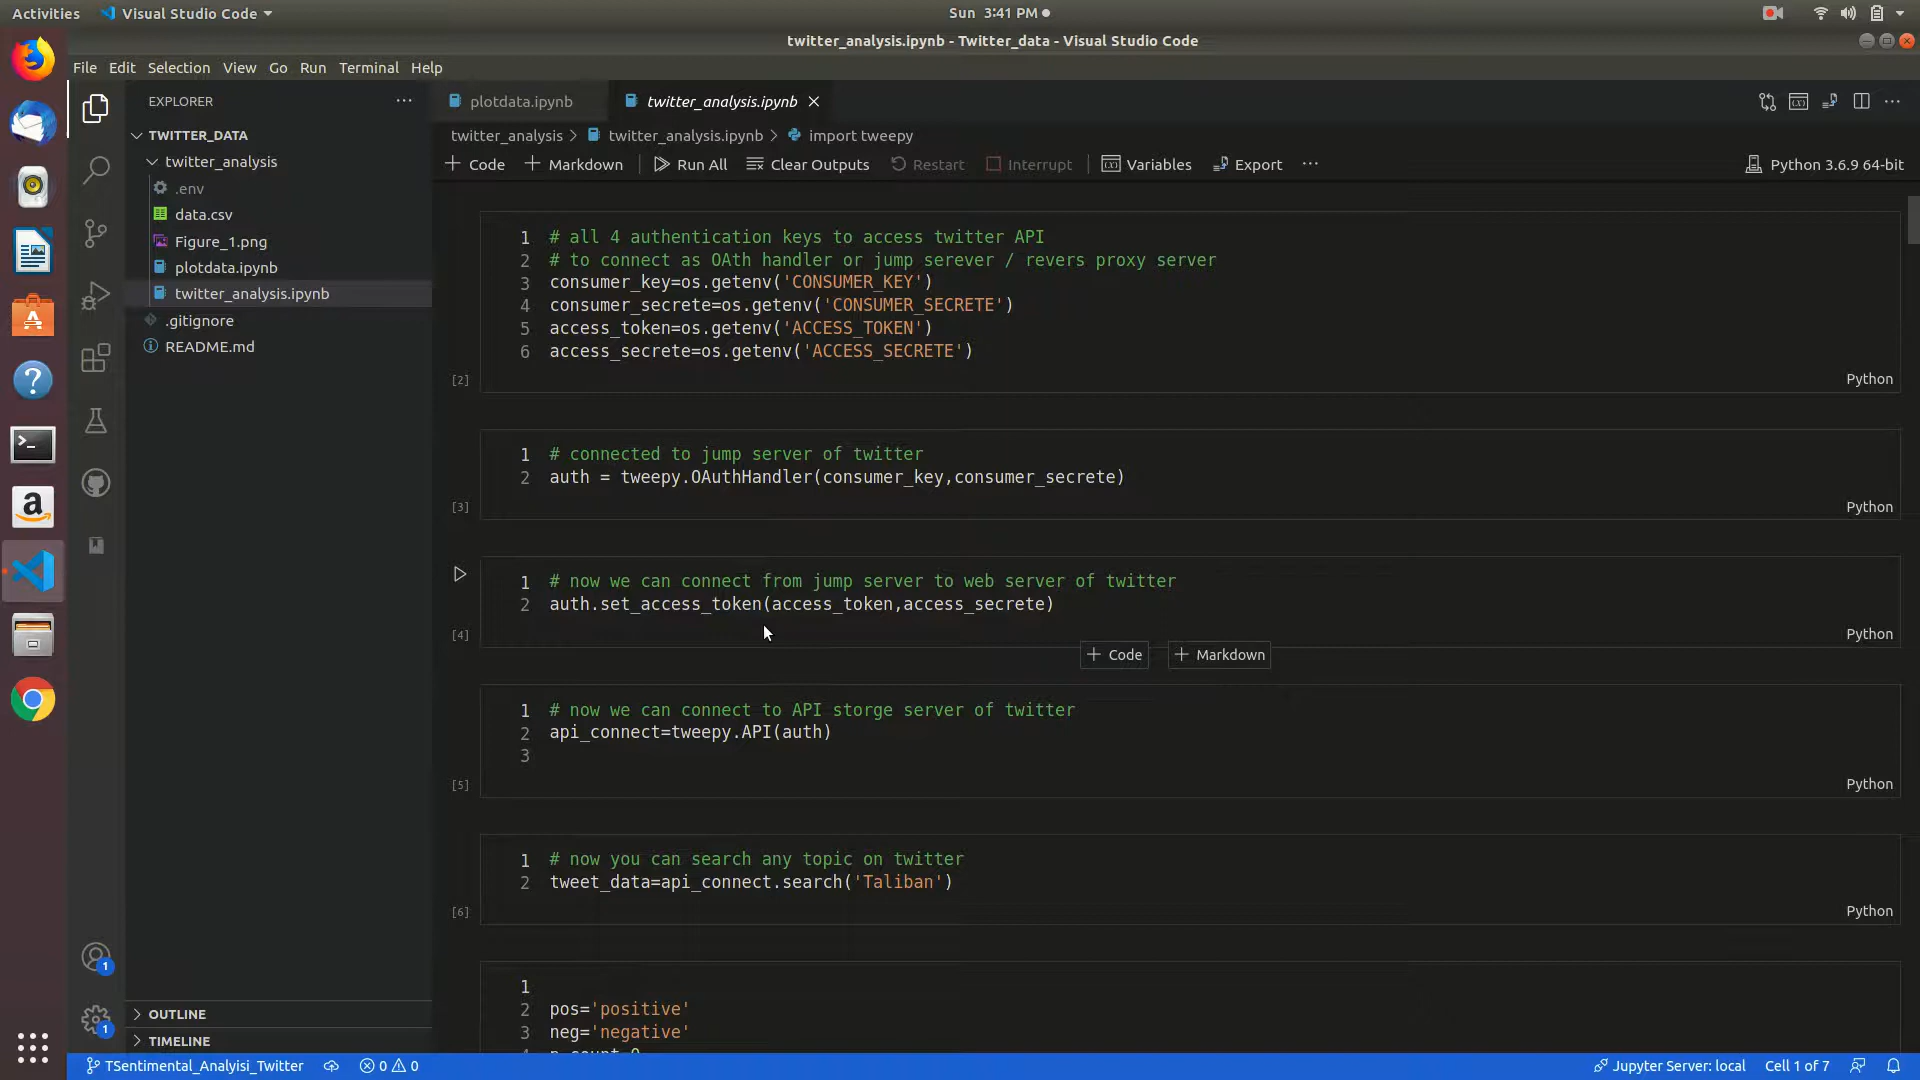 Activities Visual Studio Code Sun 3:41 PM
twitter_analysis.ipynb - Twitter_data - Visual Studio Code
File Edit Selection View Go Run Terminal Help
EXPLORER
TWITTER_DATA
twitter_analysis
.env
data.csv
Figure_1.png
plotdata.ipynb
twitter_analysis.ipynb
.gitignore
README.md
OUTLINE
TIMELINE
plotdata.ipynb twitter_analysis.ipynb
twitter_analysis > twitter_analysis.ipynb > import tweepy
+ Code + Markdown Run All Clear Outputs Restart Interrupt Variables Export ··· Python 3.6.9 64-bit
1 # all 4 authentication keys to access twitter API
2 # to connect as OAth handler or jump serever / revers proxy server
3 consumer_key=os.getenv('CONSUMER_KEY')
4 consumer_secrete=os.getenv('CONSUMER_SECRETE')
5 access_token=os.getenv('ACCESS_TOKEN')
6 access_secrete=os.getenv('ACCESS_SECRETE')
[2] Python
1 # connected to jump server of twitter
2 auth = tweepy.OAuthHandler(consumer_key,consumer_secrete)
[3] Python
1 # now we can connect from jump server to web server of twitter
2 auth.set_access_token(access_token,access_secrete)
[4] Python
+ Code + Markdown
1 # now we can connect to API storge server of twitter
2 api_connect=tweepy.API(auth)
3
[5] Python
1 # now you can search any topic on twitter
2 tweet_data=api_connect.search('Taliban')
[6] Python
1
2 pos='positive'
3 neg='negative'
1
1
TSentimental_Analyisi_Twitter 0 0 Jupyter Server: local Cell 1 of 7